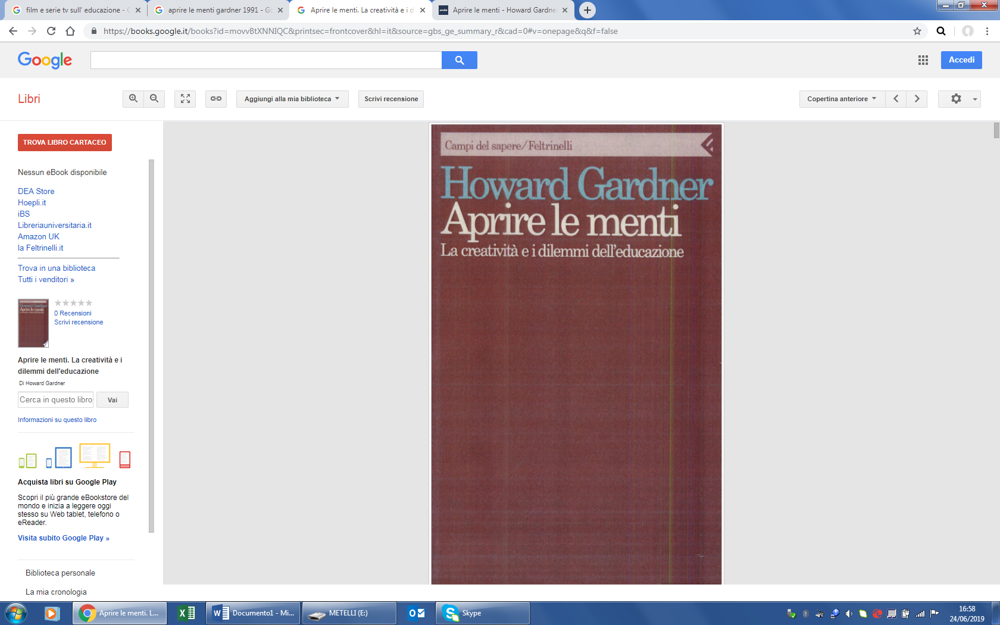 film e serie tv sull' educazione - 
aprire le menti gardner 1991 - Go
Aprire le menti. La creatività e i d
Aprire le menti - Howard Gardne
https://books.google.it/books?id=movvBtXNNIQC&printsec=frontcover&hl=it&source=gbs_ge_summary_r&cad=0#v=onepage&q&f=false
Google
Accedi
Libri
Aggiungi alla mia biblioteca
Scrivi recensione
Copertina anteriore
TROVA LIBRO CARTACEO
Nessun eBook disponibile
DEA Store
Hoepli.it
iBS
Libreriauniversitaria.it
Amazon UK
la Feltrinelli.it
Trova in una biblioteca
Tutti i venditori »
0 Recensioni
Scrivi recensione
Aprire le menti. La creatività e i
dilemmi dell'educazione
Di Howard Gardner
Cerca in questo libro
Vai
Informazioni su questo libro
Acquista libri su Google Play
Scopri il più grande eBookstore del
mondo e inizia a leggere oggi
stesso su Web tablet, telefono o
eReader.
Visita subito Google Play »
Biblioteca personale
La mia cronologia
Campi del sapere/Feltrinelli
Howard Gardner
Aprire le menti
La creatività e i dilemmi dell'educazione
Aprire le menti. L...
Documento1 - Mi...
METELLI (E:)
Skype
16:58
24/06/2019